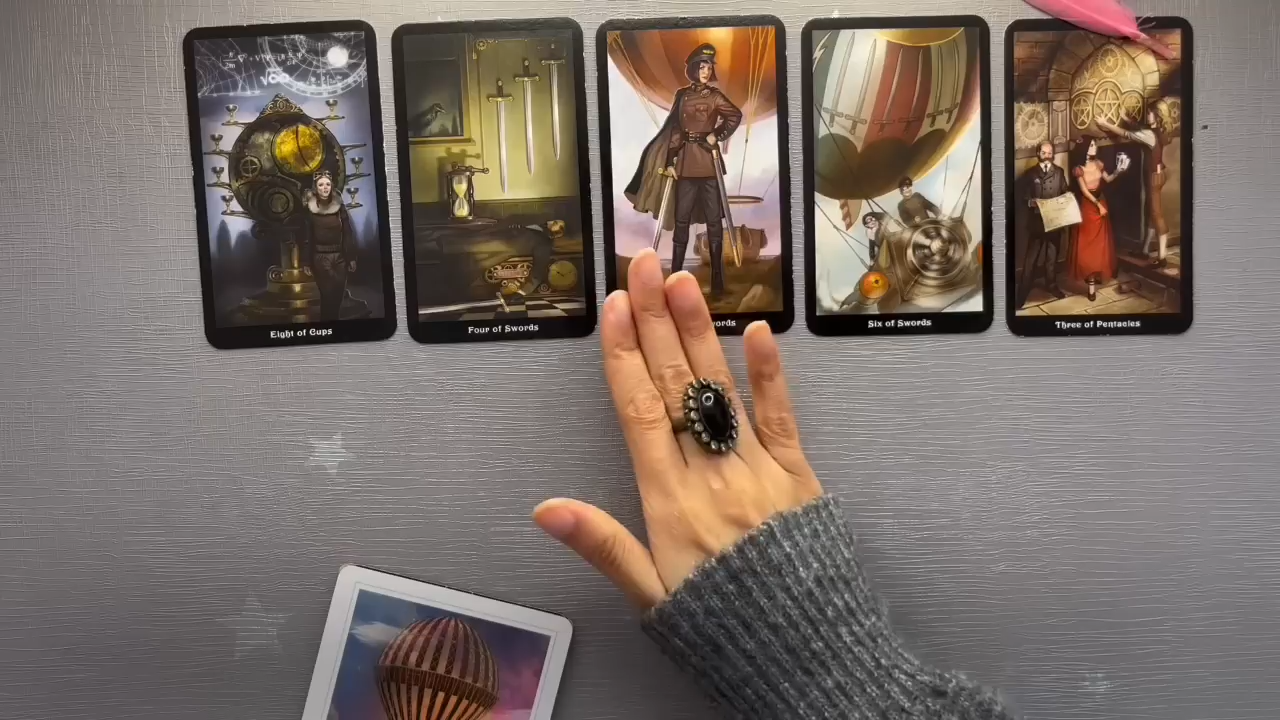 Eight of Cups
Four of Swords
words
Six of Swords
Three of Pentacles